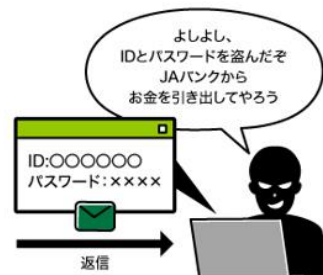 よしよし、
IDとパスワードを盗んだぞ
JAバンクから
お金を引き出してやろう
ID:〇〇〇〇〇〇
パスワード:××××
返信